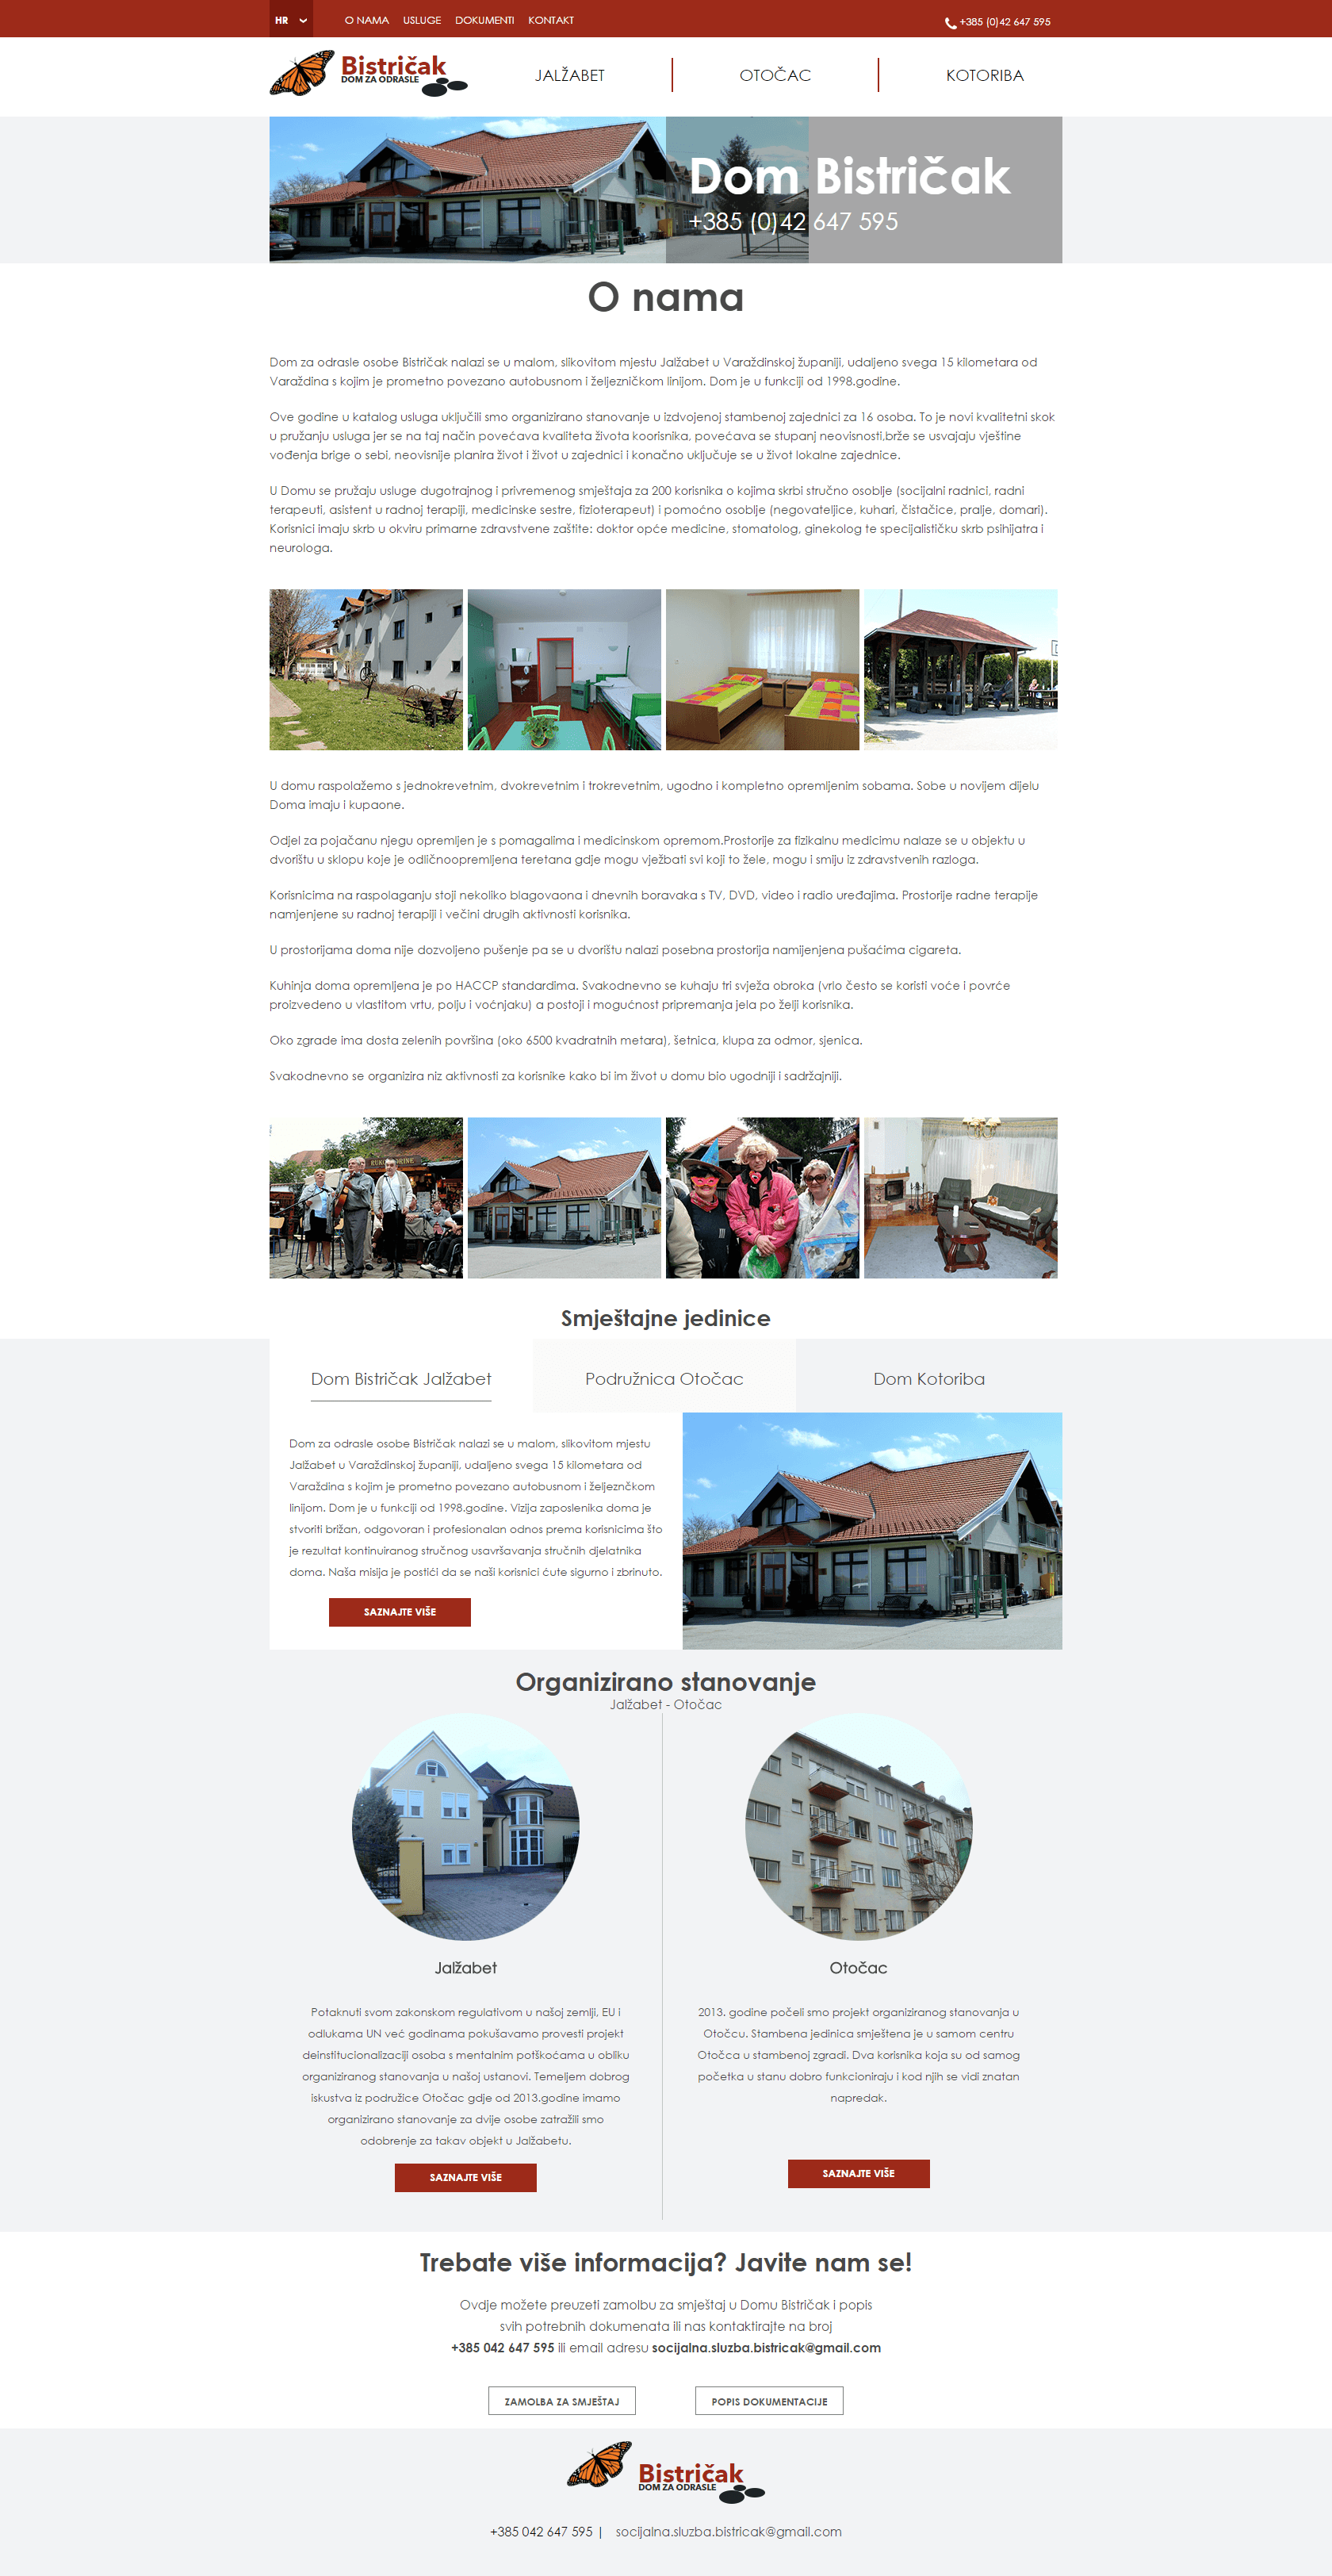 HR
O NAMA USLUGE DOKUMENTI KONTAKT
+385 (0)42 647 595
Bistričak
DOM ZA ODRASLE
JALŽABET
OTOČAC
KOTORIBA
Dom Bistričak
+385 (0)42 647 595
O nama
Dom za odrasle osobe Bistričak nalazi se u malom, slikovitom mjestu Jalžabet u Varaždinskoj županiji, udaljeno svega 15 kilometara od
Varaždina s kojim je prometno povezano autobusnom i željezničkom linijom. Dom je u funkciji od 1998.godine.
Ove godine u katalog usluga uključili smo organizirano stanovanje u izdvojenoj stambenoj zajednici za 16 osoba. To je novi kvalitetni skok
u pružanju usluga jer se na taj način povećava kvaliteta života koorisnika, povećava se stupanj neovisnosti,brže se usvajaju vještine
vođenja brige o sebi, neovisnije planira život i život u zajednici i konačno uključuje se u život lokalne zajednice.
U Domu se pružaju usluge dugotrajnog i privremenog smještaja za 200 korisnika o kojima skrbi stručno osoblje (socijalni radnici, radni
terapeuti, asistent u radnoj terapiji, medicinske sestre, fizioterapeut) i pomoćno osoblje (negovateljice, kuhari, čistačice, pralje, domari).
Korisnici imaju skrb u okviru primarne zdravstvene zaštite: doktor opće medicine, stomatolog, ginekolog te specijalističku skrb psihijatra i
neurologa.
U domu raspolažemo s jednokrevetnim, dvokrevetnim i trokrevetnim, ugodno i kompletno opremljenim sobama. Sobe u novijem dijelu
Doma imaju i kupaone.
Odjel za pojačanu njegu opremljen je s pomagalima i medicinskom opremom.Prostorije za fizikalnu medicimu nalaze se u objektu u
dvorištu u sklopu koje je odličnoopremljena teretana gdje mogu vježbati svi koji to žele, mogu i smiju iz zdravstvenih razloga.
Korisnicima na raspolaganju stoji nekoliko blagovaona i dnevnih boravaka s TV, DVD, video i radio uređajima. Prostorije radne terapije
namjenjene su radnoj terapiji i večini drugih aktivnosti korisnika.
U prostorijama doma nije dozvoljeno pušenje pa se u dvorištu nalazi posebna prostorija namijenjena pušaćima cigareta.
Kuhinja doma opremljena je po HACCP standardima. Svakodnevno se kuhaju tri svježa obroka (vrlo često se koristi voće i povrće
proizvedeno u vlastitom vrtu, polju i voćnjaku) a postoji i mogućnost pripremanja jela po želji korisnika.
Oko zgrade ima dosta zelenih površina (oko 6500 kvadratnih metara), šetnica, klupa za odmor, sjenica.
Svakodnevno se organizira niz aktivnosti za korisnike kako bi im život u domu bio ugodniji i sadržajniji.
Smještajne jedinice
Dom Bistričak Jalžabet
Podružnica Otočac
Dom Kotoriba
Dom za odrasle osobe Bistričak nalazi se u malom, slikovitom mjestu
Jalžabet u Varaždinskoj županiji, udaljeno svega 15 kilometara od
Varaždina s kojim je prometno povezano autobusnom i željeznčkom
linijom. Dom je u funkciji od 1998.godine. Vizija zaposlenika doma je
stvoriti brižan, odgovoran i profesionalan odnos prema korisnicima što
je rezultat kontinuiranog stručnog usavršavanja stručnih djelatnika
doma. Naša misija je postići da se naši korisnici ćute sigurno i zbrinuto.
SAZNAJTE VIŠE
Organizirano stanovanje
Jalžabet - Otočac
Jalžabet
Potaknuti svom zakonskom regulativom u našoj zemlji, EU i
odlukama UN već godinama pokušavamo provesti projekt
deinstitucionalizaciji osoba s mentalnim potškoćama u obliku
organiziranog stanovanja u našoj ustanovi. Temeljem dobrog
iskustva iz podružice Otočac gdje od 2013.godine imamo
organizirano stanovanje za dvije osobe zatražili smo
odobrenje za takav objekt u Jalžabetu.
SAZNAJTE VIŠE
Otočac
2013. godine počeli smo projekt organiziranog stanovanja u
Otočcu. Stambena jedinica smještena je u samom centru
Otočca u stambenoj zgradi. Dva korisnika koja su od samog
početka u stanu dobro funkcioniraju i kod njih se vidi znatan
napredak.
SAZNAJTE VIŠE
Trebate više informacija? Javite nam se!
Ovdje možete preuzeti zamolbu za smještaj u Domu Bistričak i popis
svih potrebnih dokumenata ili nas kontaktirajte na broj
+385 042 647 595 ili email adresu socijalna.sluzba.bistricak@gmail.com
ZAMOLBA ZA SMJEŠTAJ
POPIS DOKUMENTACIJE
Bistričak
DOM ZA ODRASLE
+385 042 647 595 | socijalna.sluzba.bistricak@gmail.com